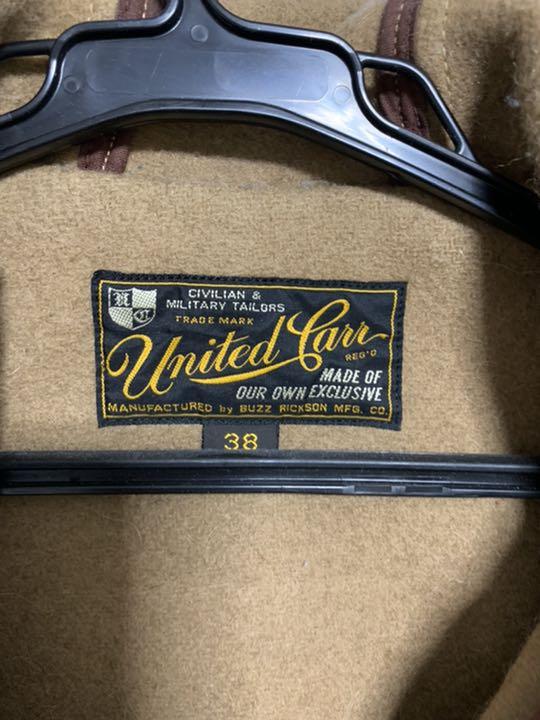 CIVILIAN &
MILITARY TAILORS
TRADE MARK
United Carr
REG'D
MADE OF
OUR OWN EXCLUSIVE
MANUFACTURED by BUZZ RICKSON MFG. CO.
38